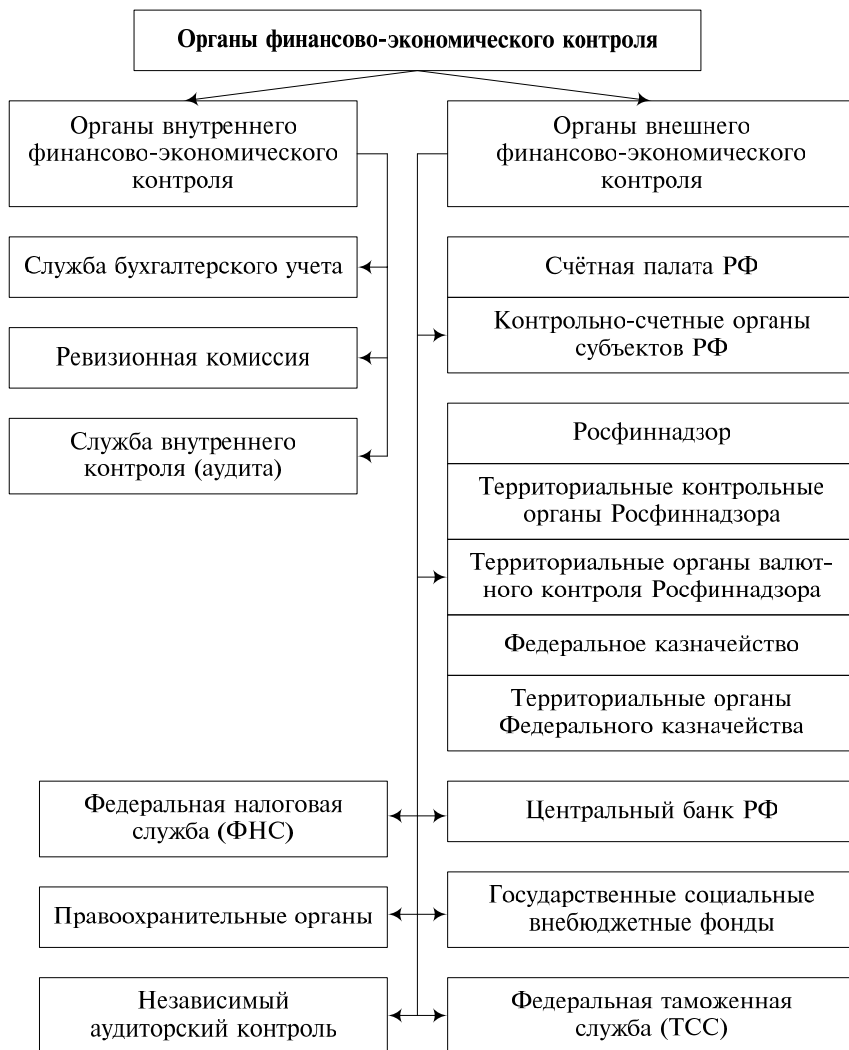 Органы финансово-экономического контроля
Органы внутреннего
финансово-экономического
контроля
Органы внешнего
финансово-экономического
контроля
Служба бухгалтерского учета
Ревизионная комиссия
Служба внутреннего
контроля (аудита)
Счётная палата РФ
Контрольно-счетные органы
субъектов РФ
Росфиннадзор
Территориальные контрольные
органы Росфиннадзора
Территориальные органы валют-
ного контроля Росфиннадзора
Федеральное казначейство
Территориальные органы
Федерального казначейства
Федеральная налоговая
служба (ФНС)
Центральный банк РФ
Правоохранительные органы
Государственные социальные
внебюджетные фонды
Независимый
аудиторский контроль
Федеральная таможенная
служба (ТСС)